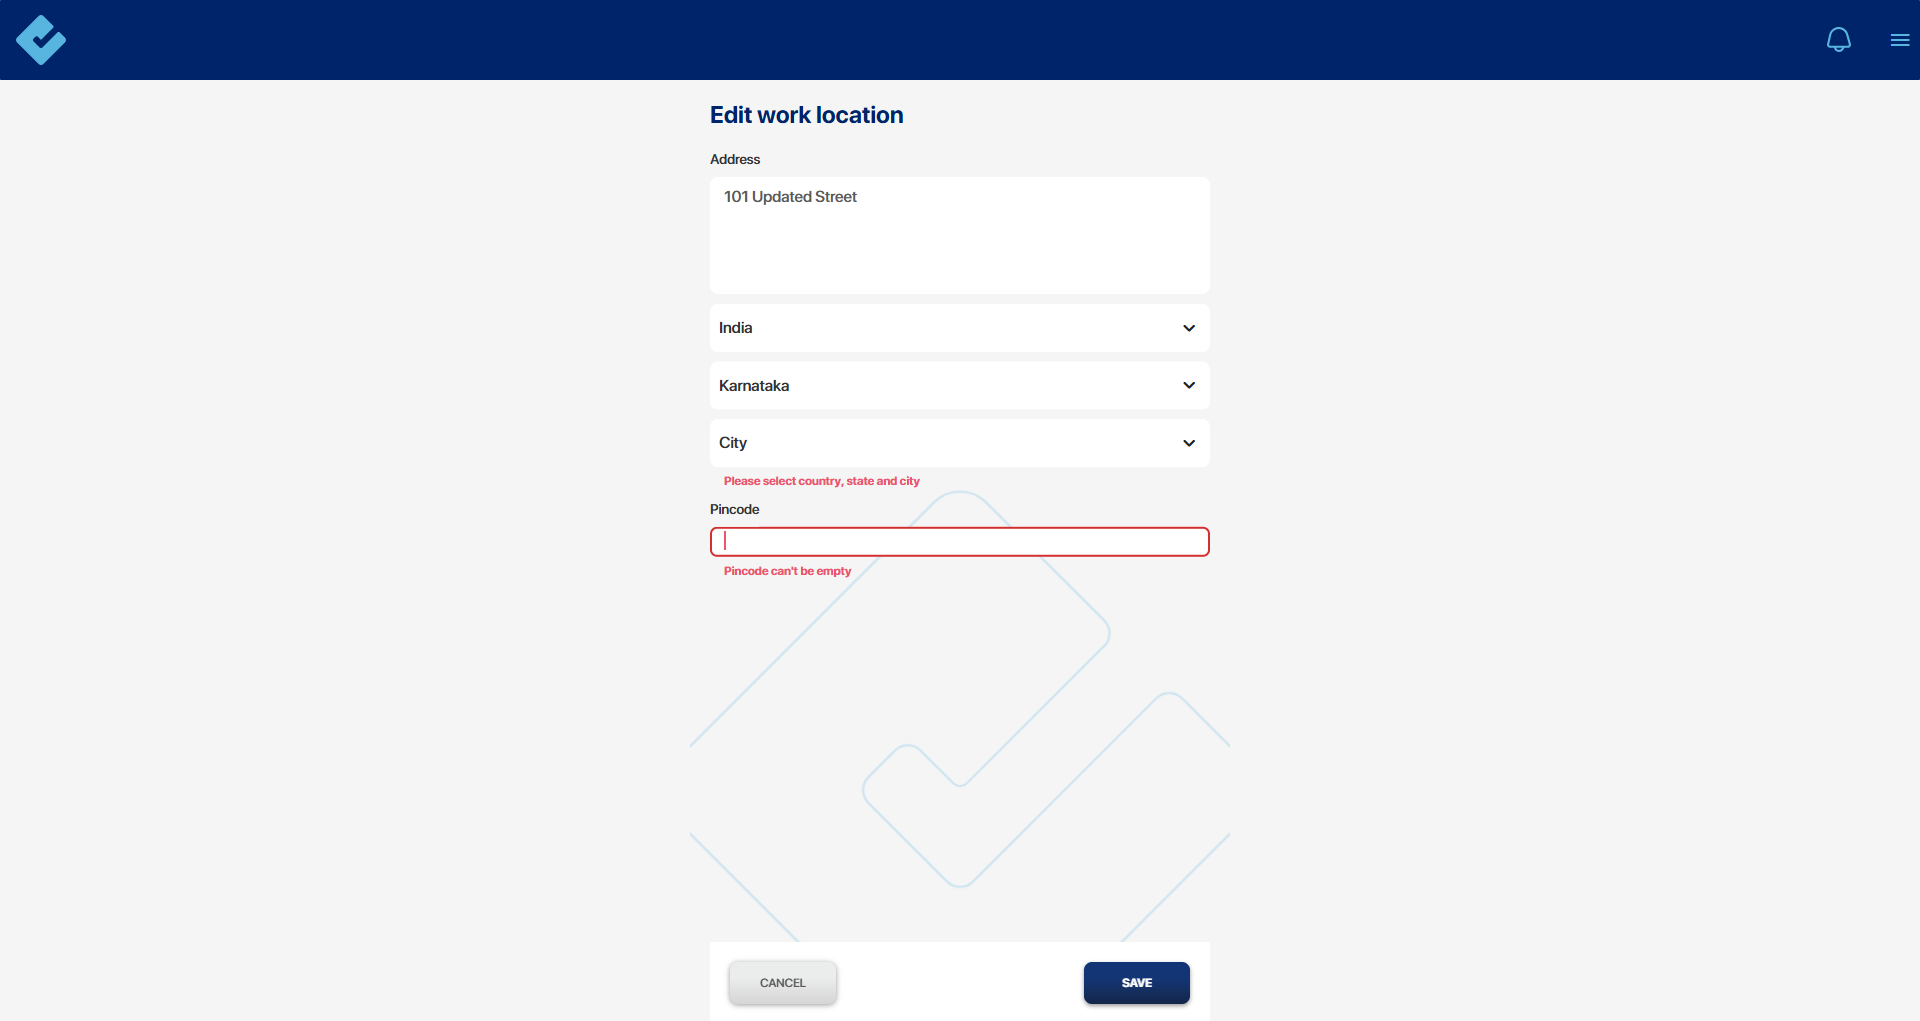 Edit work location
Address
101 Updated Street
India
Karnataka
City
Please select country, state and city
Pincode
Pincode can't be empty
CANCEL
SAVE